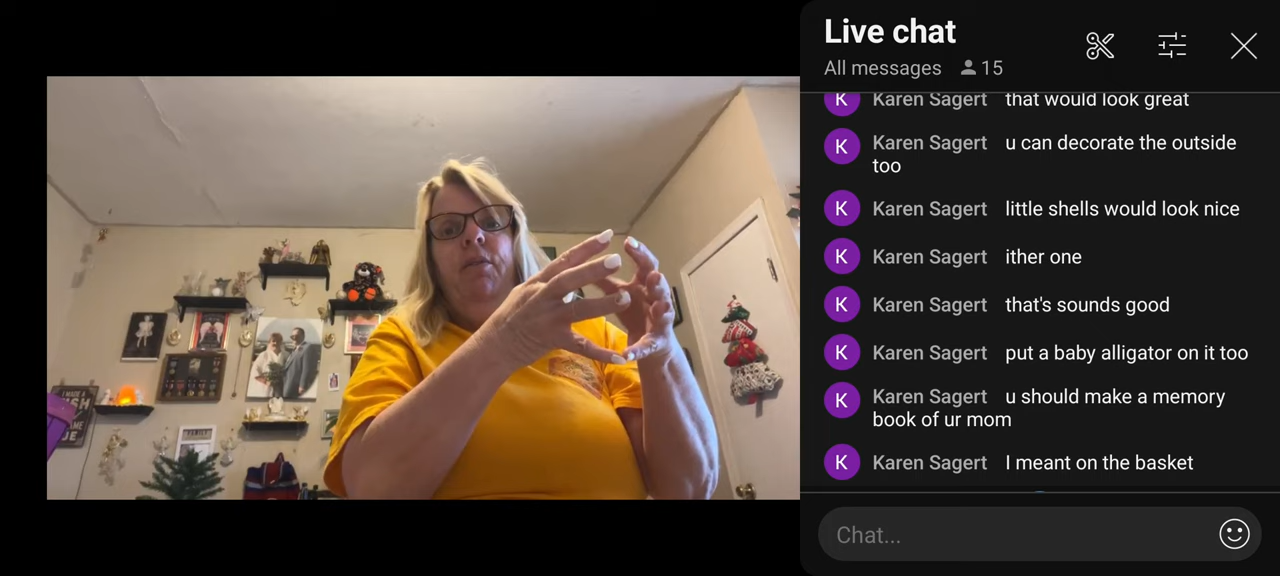 Live chat
All messages 15
K Karen Sagert that would look great
K Karen Sagert u can decorate the outside
too
K Karen Sagert little shells would look nice
K Karen Sagert ither one
K Karen Sagert that's sounds good
K Karen Sagert put a baby alligator on it too
K Karen Sagert u should make a memory
book of ur mom
K Karen Sagert I meant on the basket
Chat...
I MADE A
FAMILY